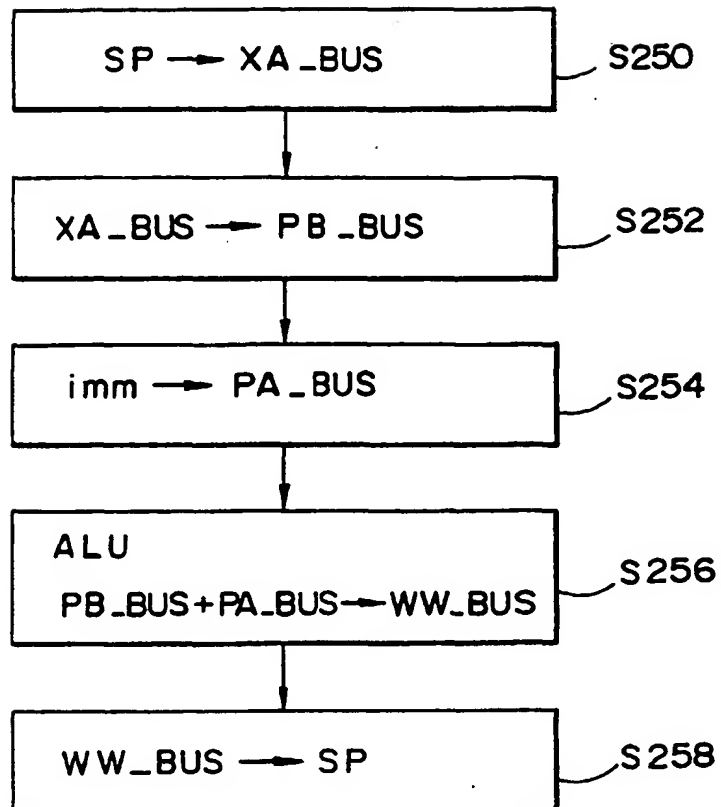 SP → XA_BUS
S250
XA_BUS → PB_BUS
S252
imm → PA_BUS
S254
ALU
PB_BUS+PA_BUS→WW_BUS
S256
WW_BUS → SP
S258